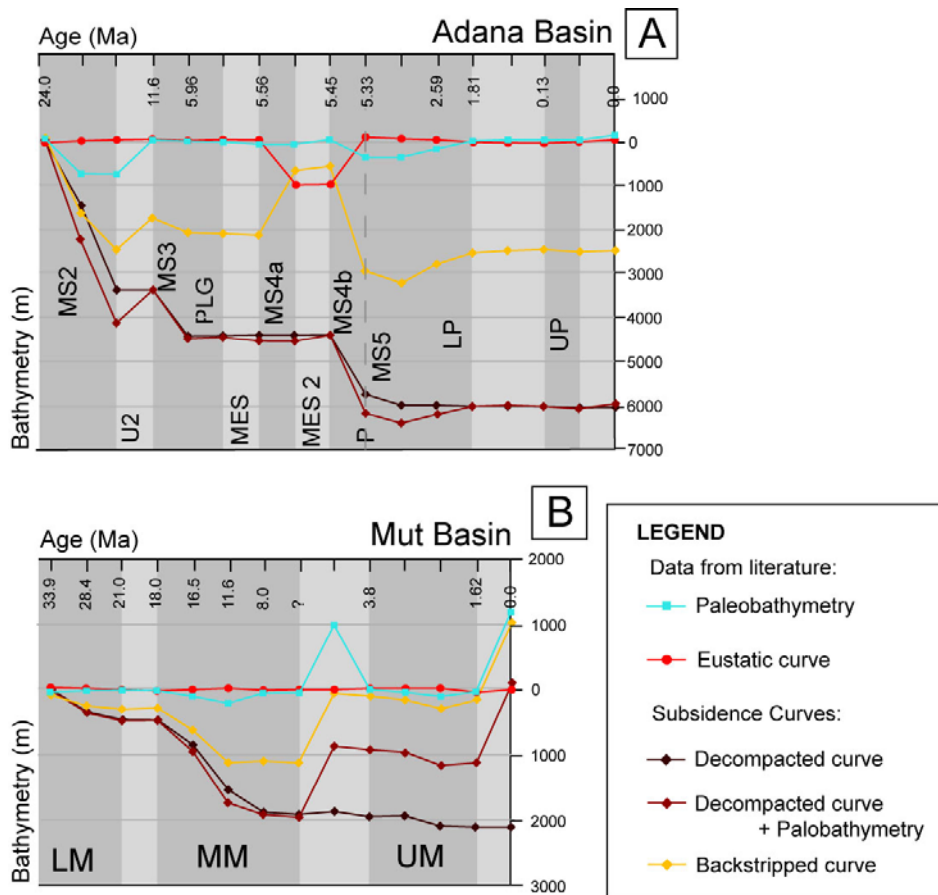 Age (Ma)
Adana Basin
A
24.0
11.6
5.96
5.56
5.45
5.33
2.59
1.81
0.13
0.0
1000
0
1000
2000
3000
4000
5000
6000
7000
Bathymetry (m)
MS2
U2
MS3
PLG
MES
MS4a
MES 2
MS4b
P
MS5
LP
UP
B
Age (Ma)
Mut Basin
33.9
28.4
21.0
18.0
16.5
11.6
8.0
?
3.8
1.62
0.0
2000
1000
0
1000
2000
3000
Bathymetry (m)
LM
MM
UM
LEGEND
Data from literature:
Paleobathymetry
Eustatic curve
Subsidence Curves:
Decompacted curve
Decompacted curve
+ Palobathymetry
Backstripped curve